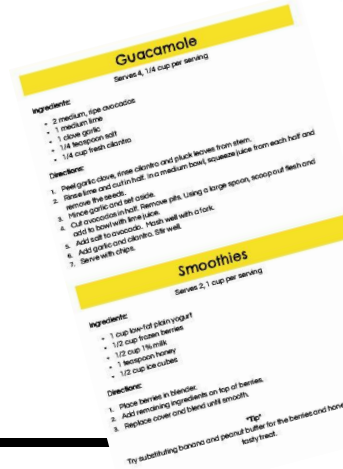 Guacamole
Serves 4, 1/4 cup per serving
Ingredients:
• 2 medium, ripe avocados
• 1 medium lime
• 1 clove garlic
• 1/4 teaspoon salt
• 1/4 cup fresh cilantro
Directions:
1. Peel garlic clove, rinse cilantro and pluck leaves from stem.
2. Rinse lime and cut in half. In a medium bowl, squeeze juice from each half and
remove the seeds.
3. Mince garlic and set aside.
4. Cut avocados in half. Remove pits. Using a large spoon, scoop out flesh and
add to bowl with lime juice.
5. Add salt to avocado. Mash well with a fork.
6. Add garlic and cilantro. Stir well.
7. Serve with chips.
Smoothies
Serves 2, 1 cup per serving
Ingredients:
• 1 cup low-fat plain yogurt
• 1/2 cup frozen berries
• 1/2 cup 1% milk
• 1 teaspoon honey
• 1/2 cup ice cubes
Directions:
1. Place berries in blender.
2. Add remaining ingredients on top of berries.
3. Replace cover and blend until smooth.
*Tip*
Try substituting banana and peanut butter for the berries and hone
tasty treat.